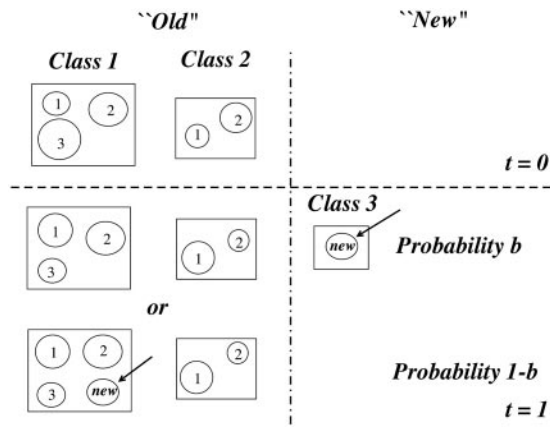 ``Old"
``New"
Class 1
Class 2
1
2
3
1
2
t = 0
1
2
3
1
2
Class 3
new
Probability b
or
1
2
3
new
1
2
Probability 1-b
t = 1